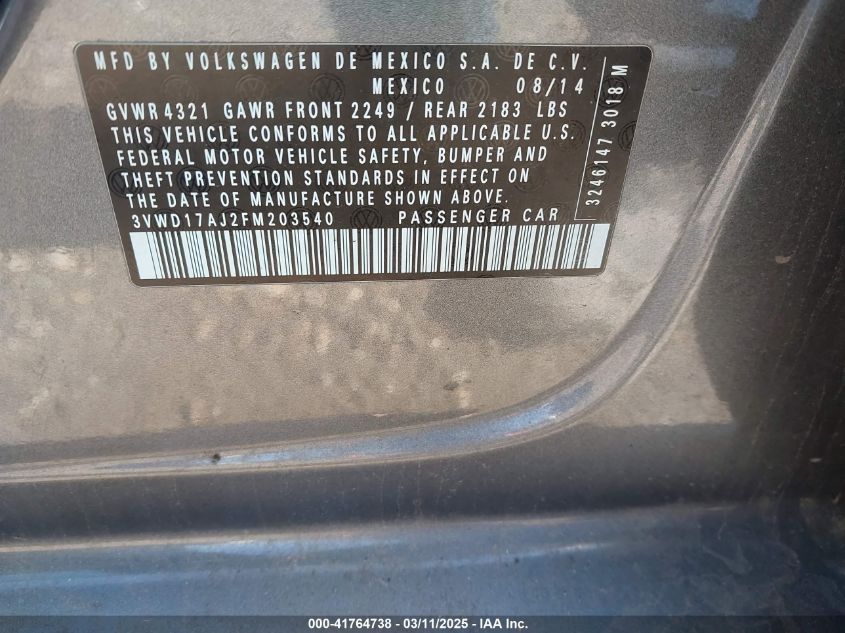 MFD BY VOLKSWAGEN DE MEXICO S.A. DE C.V.
MEXICO 08/14
GVWR 4321 GAWR FRONT 2249 / REAR 2183 LBS
THIS VEHICLE CONFORMS TO ALL APPLICABLE U.S.
FEDERAL MOTOR VEHICLE SAFETY, BUMPER AND
THEFT PREVENTION STANDARDS IN EFFECT ON
THE DATE OF MANUFACTURE SHOWN ABOVE.
3VWD17AJ2FM203540 PASSENGER CAR
3246147 3018 M
000-41764738 - 03/11/2025 - IAA Inc.